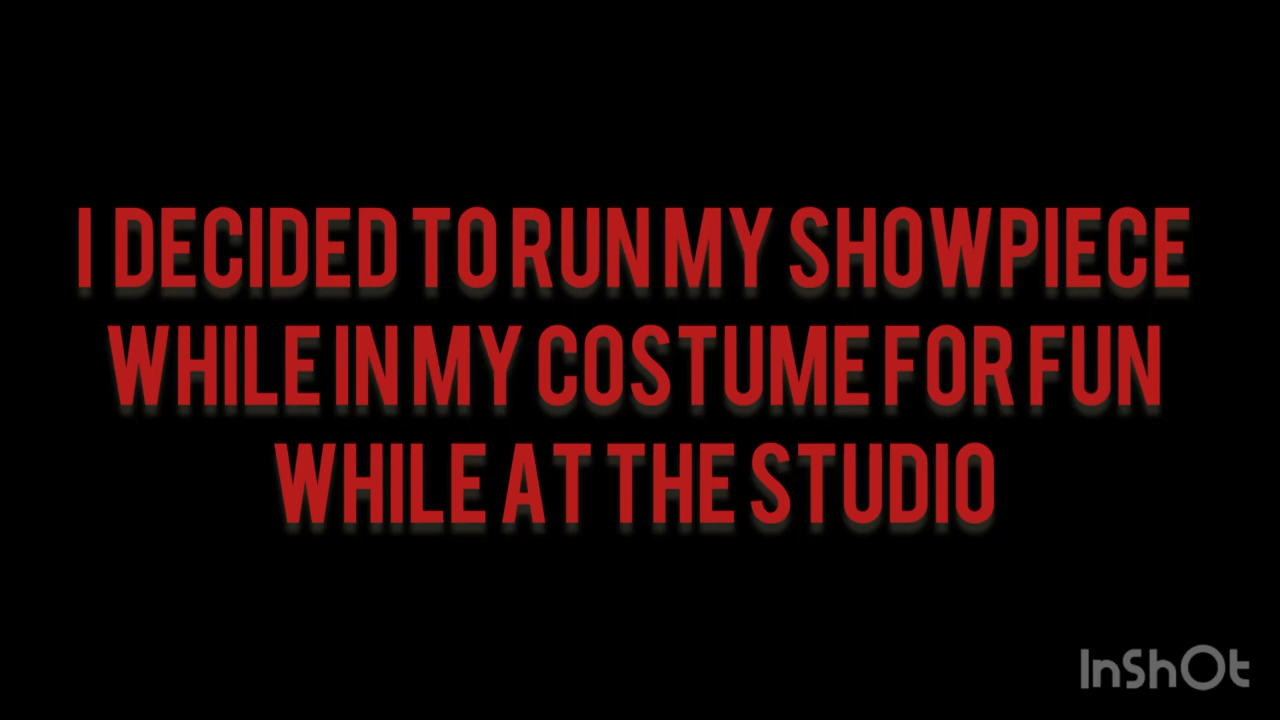 I DECIDED TO RUN MY SHOWPIECE
WHILE IN MY COSTUME FOR FUN
WHILE AT THE STUDIO
InShOt